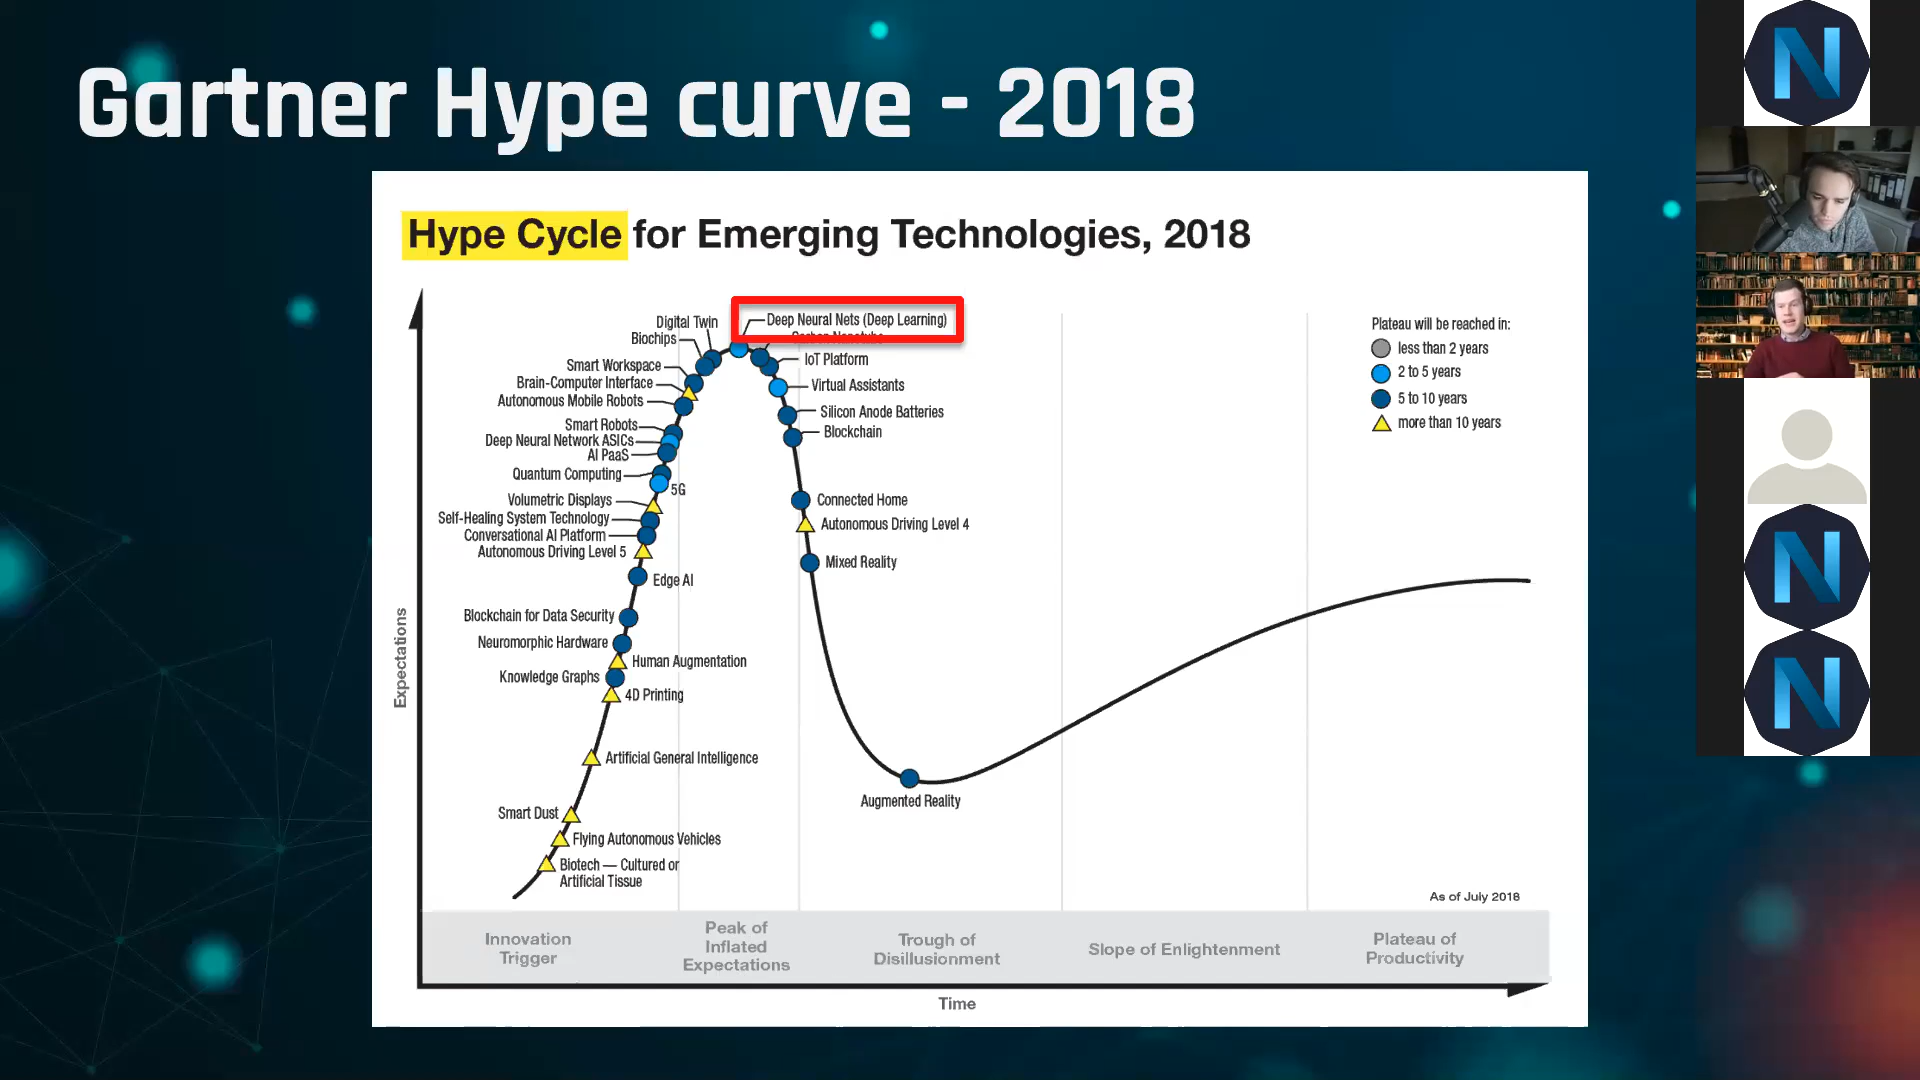 Gartner Hype curve - 2018
Hype Cycle for Emerging Technologies, 2018
Digital Twin
Biochips
Smart Workspace
Brain-Computer Interface
Autonomous Mobile Robots
Smart Robots
Deep Neural Network ASICs
AI PaaS
Quantum Computing
5G
Volumetric Displays
Self-Healing System Technology
Conversational AI Platform
Autonomous Driving Level 5
Edge AI
Blockchain for Data Security
Neuromorphic Hardware
Human Augmentation
Knowledge Graphs
4D Printing
Artificial General Intelligence
Smart Dust
Flying Autonomous Vehicles
Biotech — Cultured or
Artificial Tissue
Deep Neural Nets (Deep Learning)
IoT Platform
Virtual Assistants
Silicon Anode Batteries
Blockchain
Connected Home
Autonomous Driving Level 4
Mixed Reality
Augmented Reality
Plateau will be reached in:
less than 2 years
2 to 5 years
5 to 10 years
more than 10 years
As of July 2018
Expectations
Innovation
Trigger
Peak of
Inflated
Expectations
Trough of
Disillusionment
Slope of Enlightenment
Plateau of
Productivity
Time
N
N
N